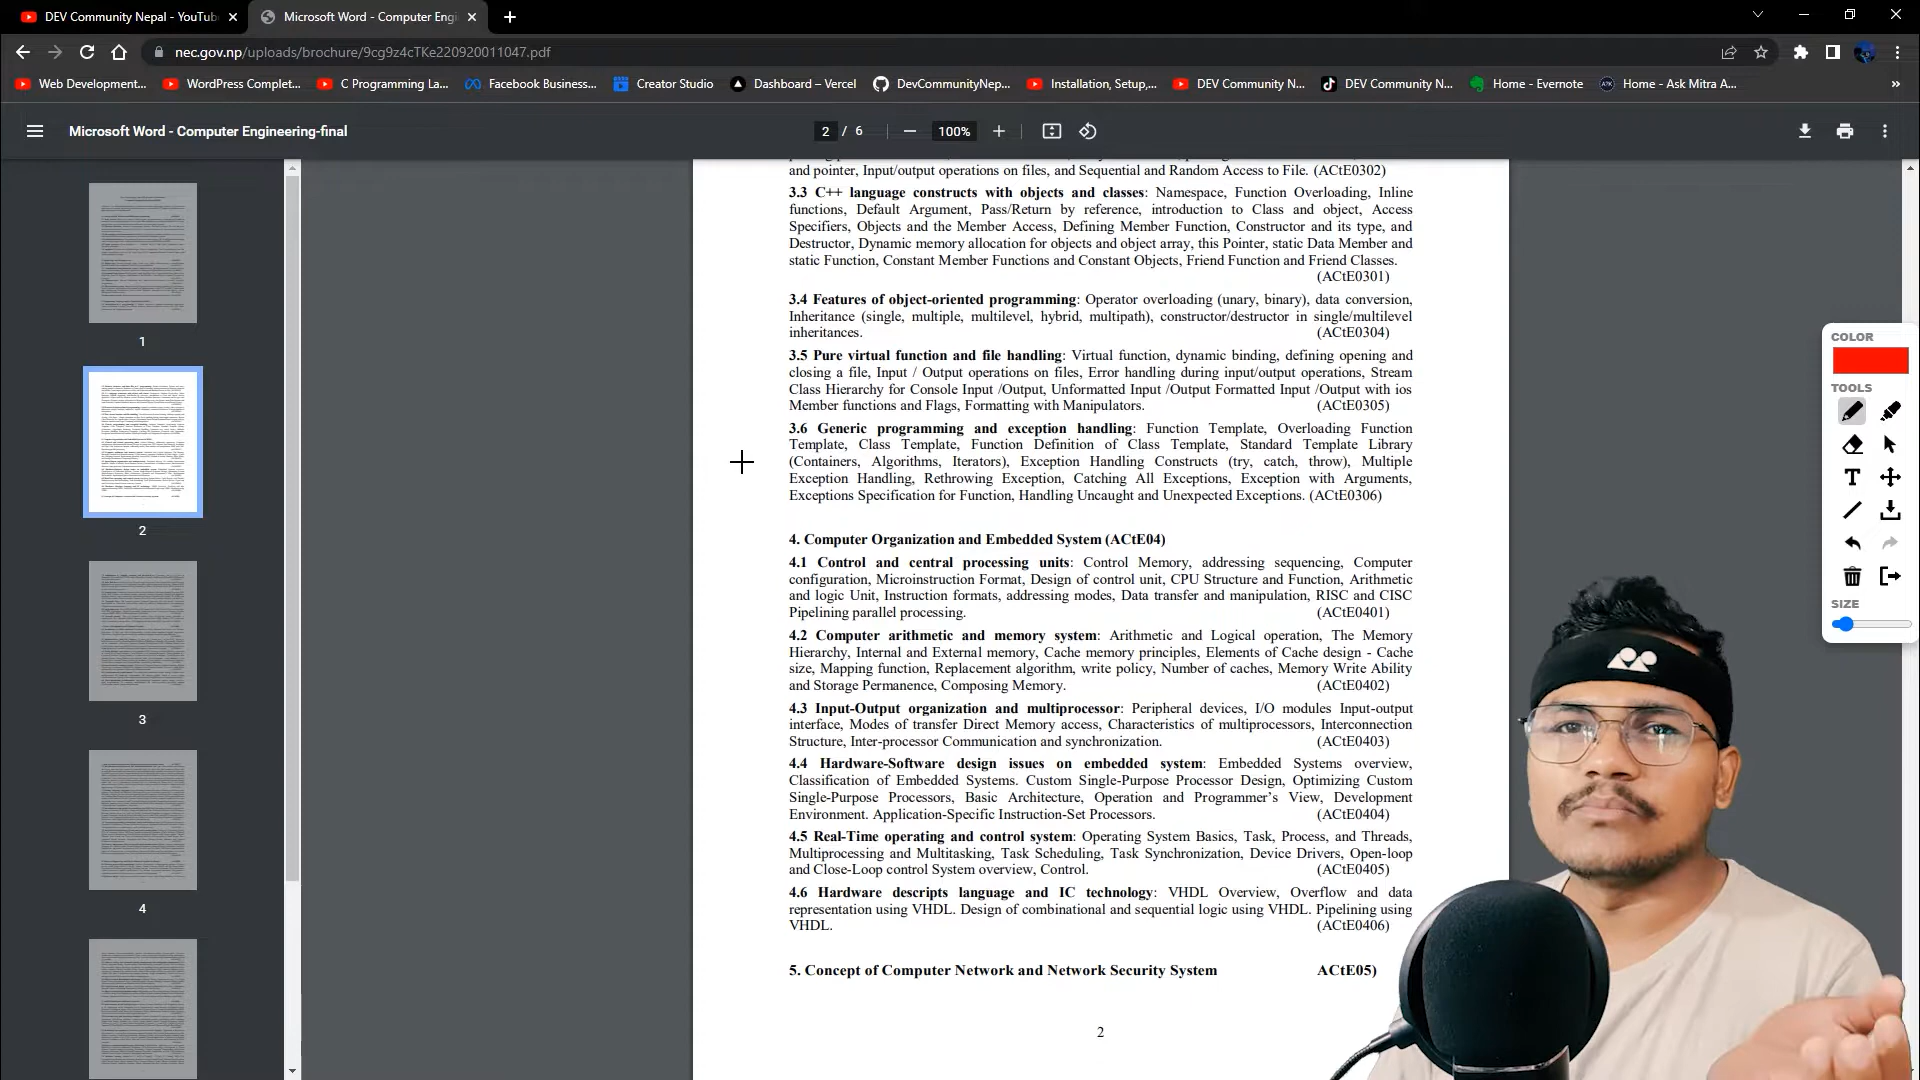 DEV Community Nepal - YouTub
Microsoft Word - Computer Engi
nec.gov.np/uploads/brochure/9cg9z4cTKe220920011047.pdf
Web Development...
WordPress Complet...
C Programming La...
Facebook Business...
Creator Studio
Dashboard – Vercel
DevCommunityNep...
Installation, Setup,...
DEV Community N...
DEV Community N...
Home - Evernote
Home - Ask Mitra A...
Microsoft Word - Computer Engineering-final
2 / 6
100%
1
2
3
4
and pointer, Input/output operations on files, and Sequential and Random Access to File. (ACtE0302)
3.3 C++ language constructs with objects and classes: Namespace, Function Overloading, Inline
functions, Default Argument, Pass/Return by reference, introduction to Class and object, Access
Specifiers, Objects and the Member Access, Defining Member Function, Constructor and its type, and
Destructor, Dynamic memory allocation for objects and object array, this Pointer, static Data Member and
static Function, Constant Member Functions and Constant Objects, Friend Function and Friend Classes.
(ACtE0301)
3.4 Features of object-oriented programming: Operator overloading (unary, binary), data conversion,
Inheritance (single, multiple, multilevel, hybrid, multipath), constructor/destructor in single/multilevel
inheritances. (ACtE0304)
3.5 Pure virtual function and file handling: Virtual function, dynamic binding, defining opening and
closing a file, Input / Output operations on files, Error handling during input/output operations, Stream
Class Hierarchy for Console Input /Output, Unformatted Input /Output Formatted Input /Output with ios
Member functions and Flags, Formatting with Manipulators. (ACtE0305)
3.6 Generic programming and exception handling: Function Template, Overloading Function
Template, Class Template, Function Definition of Class Template, Standard Template Library
(Containers, Algorithms, Iterators), Exception Handling Constructs (try, catch, throw), Multiple
Exception Handling, Rethrowing Exception, Catching All Exceptions, Exception with Arguments,
Exceptions Specification for Function, Handling Uncaught and Unexpected Exceptions. (ACtE0306)
4. Computer Organization and Embedded System (ACtE04)
4.1 Control and central processing units: Control Memory, addressing sequencing, Computer
configuration, Microinstruction Format, Design of control unit, CPU Structure and Function, Arithmetic
and logic Unit, Instruction formats, addressing modes, Data transfer and manipulation, RISC and CISC
Pipelining parallel processing. (ACtE0401)
4.2 Computer arithmetic and memory system: Arithmetic and Logical operation, The Memory
Hierarchy, Internal and External memory, Cache memory principles, Elements of Cache design - Cache
size, Mapping function, Replacement algorithm, write policy, Number of caches, Memory Write Ability
and Storage Permanence, Composing Memory. (ACtE0402)
4.3 Input-Output organization and multiprocessor: Peripheral devices, I/O modules Input-output
interface, Modes of transfer Direct Memory access, Characteristics of multiprocessors, Interconnection
Structure, Inter-processor Communication and synchronization. (ACtE0403)
4.4 Hardware-Software design issues on embedded system: Embedded Systems overview,
Classification of Embedded Systems. Custom Single-Purpose Processor Design, Optimizing Custom
Single-Purpose Processors, Basic Architecture, Operation and Programmer's View, Development
Environment. Application-Specific Instruction-Set Processors. (ACtE0404)
4.5 Real-Time operating and control system: Operating System Basics, Task, Process, and Threads,
Multiprocessing and Multitasking, Task Scheduling, Task Synchronization, Device Drivers, Open-loop
and Close-Loop control System overview, Control. (ACtE0405)
4.6 Hardware descripts language and IC technology: VHDL Overview, Overflow and data
representation using VHDL. Design of combinational and sequential logic using VHDL. Pipelining using
VHDL. (ACtE0406)
5. Concept of Computer Network and Network Security System ACtE05)
2
COLOR
TOOLS
SIZE